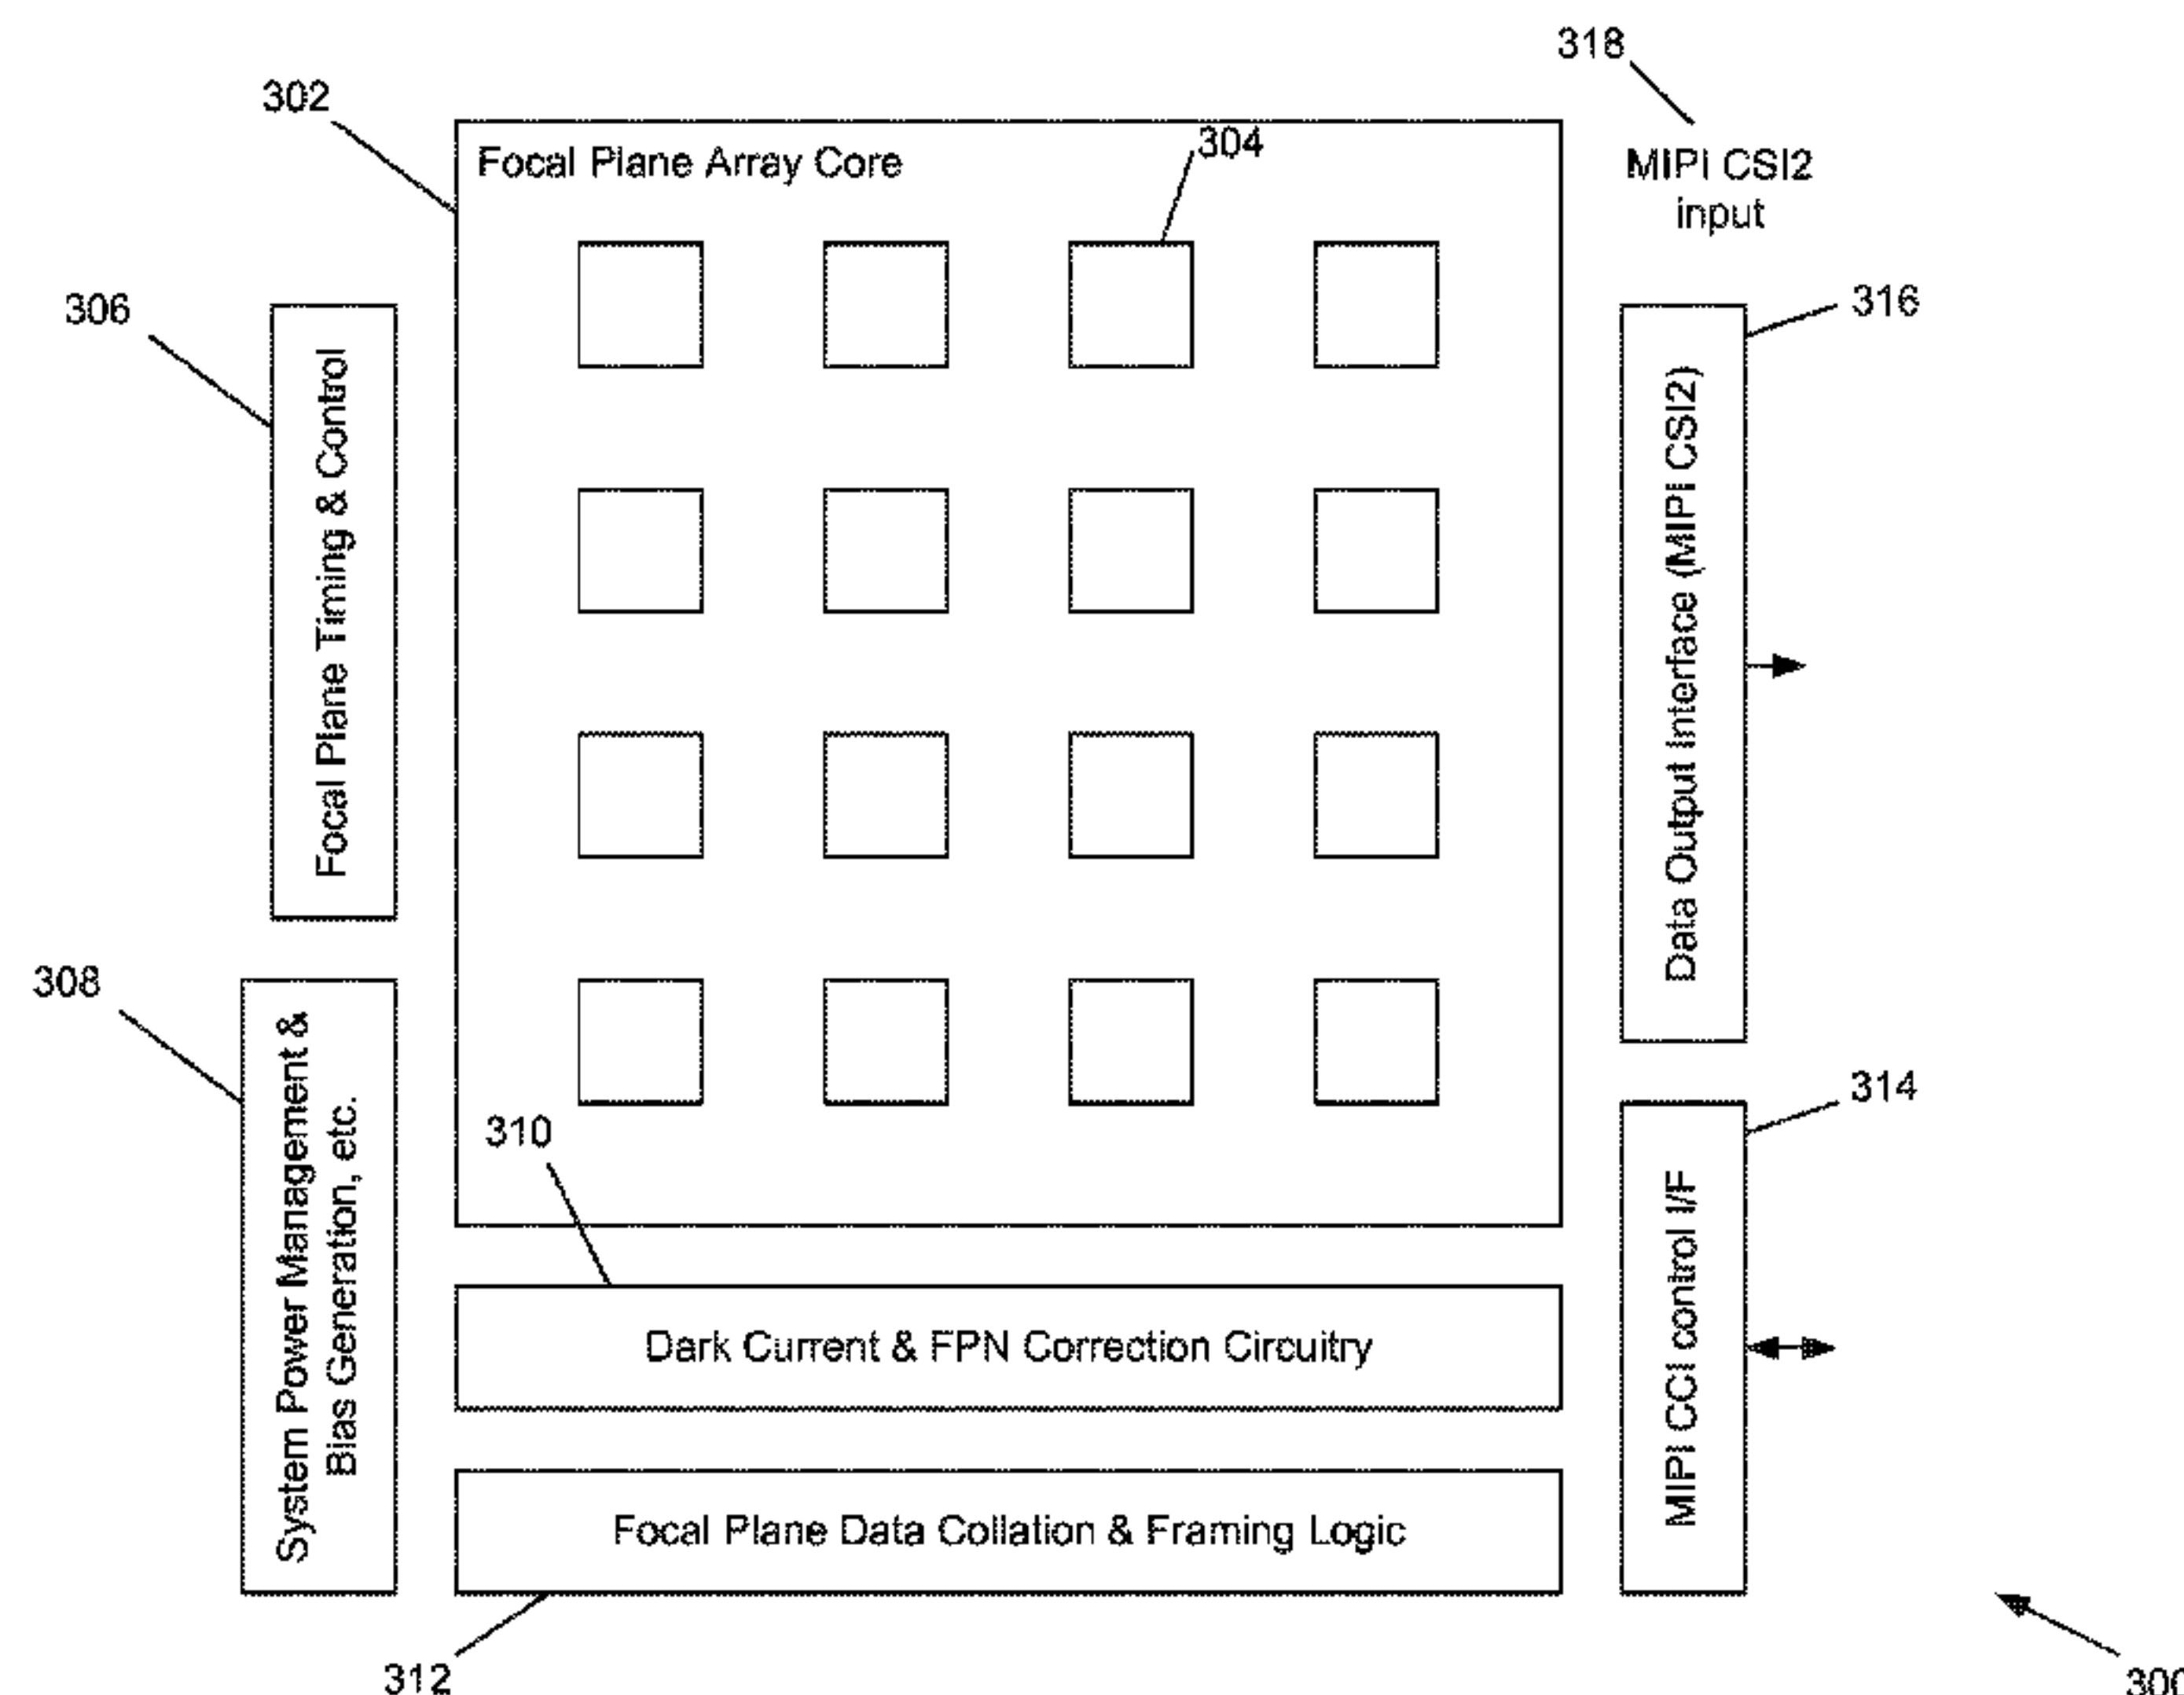 318
302
Focal Plane Array Core
304
MIPI CSI2
input
306
316
Focal Plane Timing & Control
Data Output Interface (MIPI CSI2)
308
314
System Power Management &
Bias Generation, etc.
310
MIPI CCI control I/F
Dark Current & FPN Correction Circuitry
Focal Plane Data Collation & Framing Logic
312
300